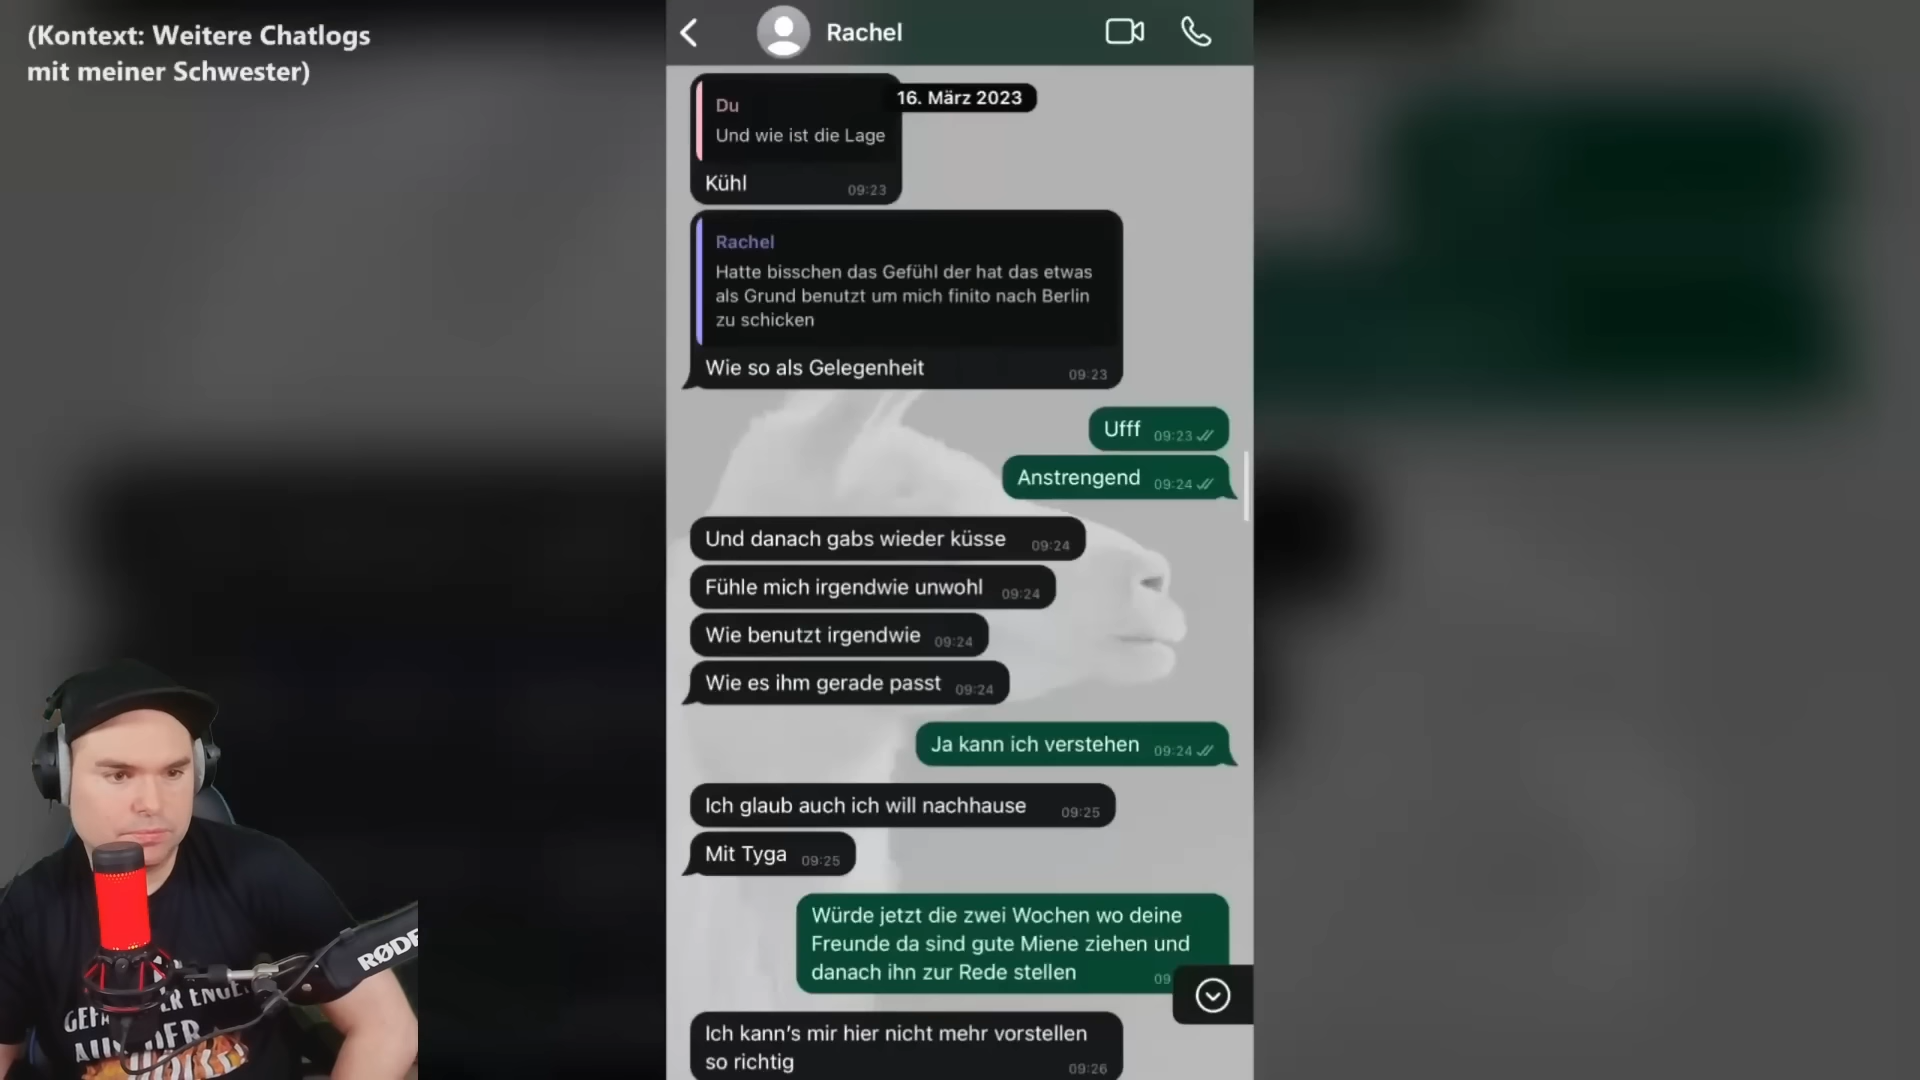 (Kontext: Weitere Chatlogs
mit meiner Schwester)
Rachel
16. März 2023
Du
Und wie ist die Lage
Kühl 09:23
Rachel
Hatte bisschen das Gefühl der hat das etwas
als Grund benutzt um mich finito nach Berlin
zu schicken
Wie so als Gelegenheit 09:23
Ufff 09:23
Anstrengend 09:24
Und danach gabs wieder küsse 09:24
Fühle mich irgendwie unwohl 09:24
Wie benutzt irgendwie 09:24
Wie es ihm gerade passt 09:24
Ja kann ich verstehen 09:24
Ich glaub auch ich will nachhause 09:25
Mit Tyga 09:25
Würde jetzt die zwei Wochen wo deine
Freunde da sind gute Miene ziehen und
danach ihn zur Rede stellen 09
Ich kann's mir hier nicht mehr vorstellen
so richtig 09:26
RØDE